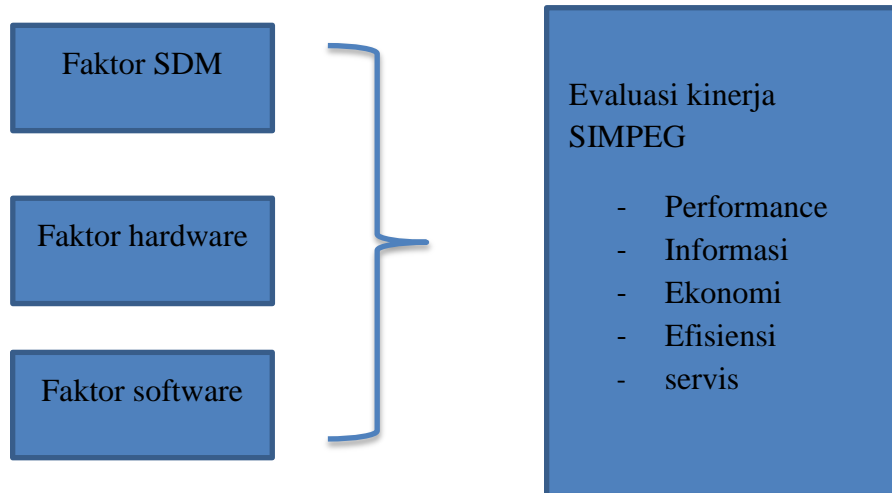 Faktor SDM
Faktor hardware
Faktor software
Evaluasi kinerja
SIMPEG
- Performance
- Informasi
- Ekonomi
- Efisiensi
- servis